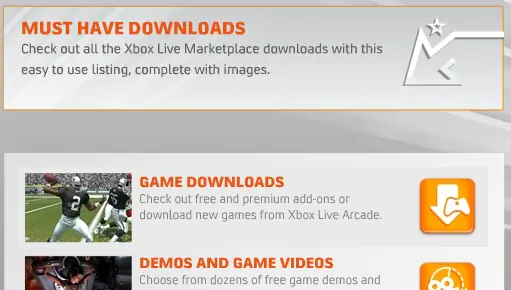 MUST HAVE DOWNLOADS
Check out all the Xbox Live Marketplace downloads with this
easy to use listing, complete with images.
GAME DOWNLOADS
Check out free and premium add-ons or
download new games from Xbox Live Arcade.
DEMOS AND GAME VIDEOS
Choose from dozens of free game demos and